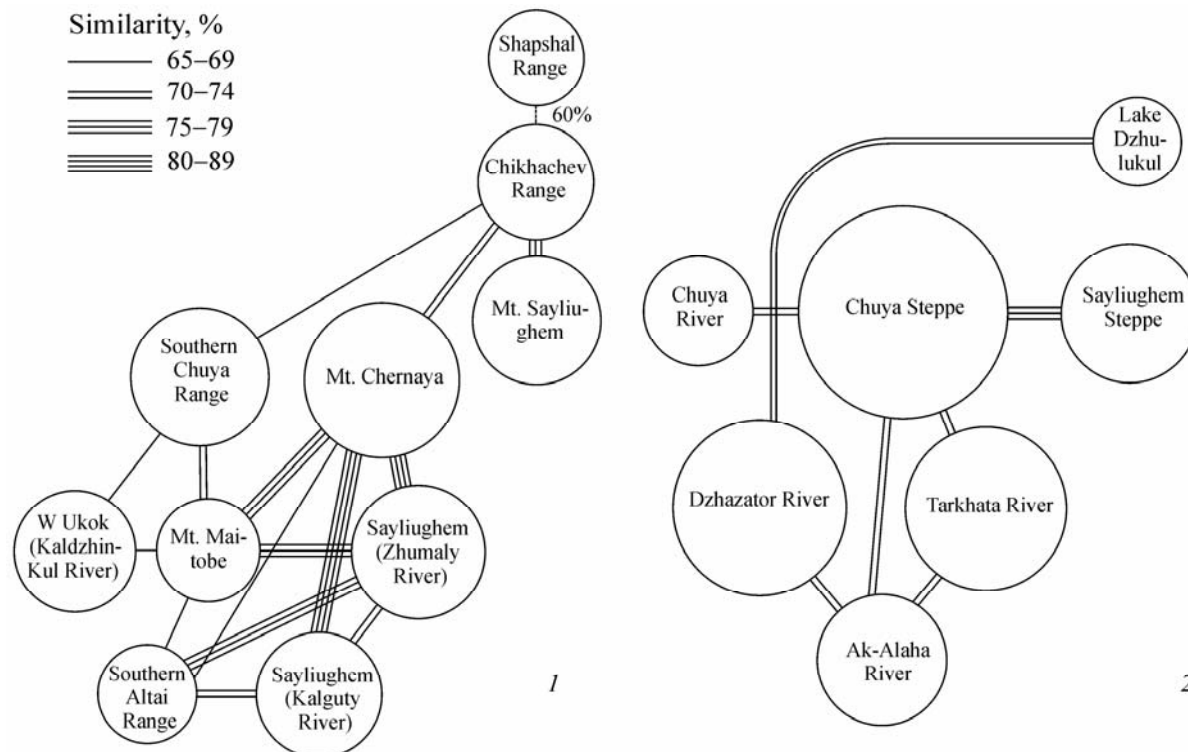 Similarity, %
65–69
70–74
75–79
80–89
Shapshal
Range
60%
Chikhachev
Range
Mt. Sayliu-
ghem
Southern
Chuya
Range
Mt. Chernaya
W Ukok
(Kaldzhin-
Kul River)
Mt. Mai-
tobe
Sayliughem
(Zhumaly
River)
Southern
Altai
Range
Sayliughem
(Kalguty
River)
1
Lake
Dzhu-
lukul
Chuya
River
Chuya Steppe
Sayliughem
Steppe
Dzhazator River
Tarkhata River
Ak-Alaha
River
2